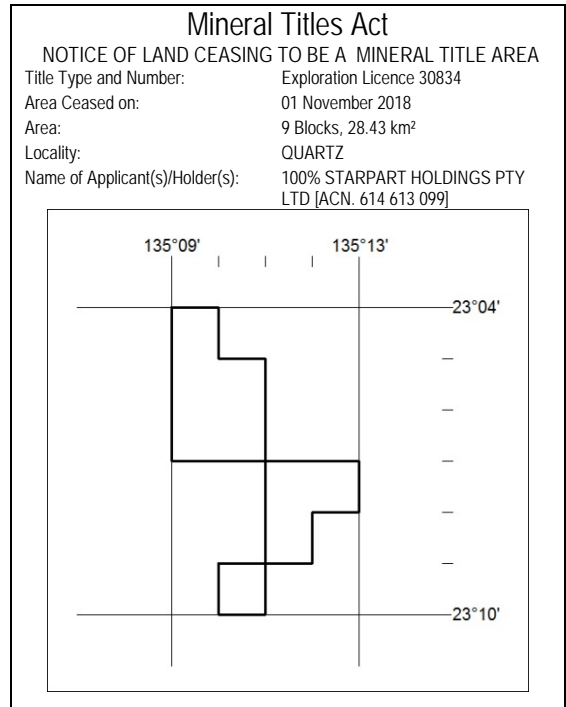 Mineral Titles Act
NOTICE OF LAND CEASING TO BE A MINERAL TITLE AREA
Title Type and Number: Exploration Licence 30834
Area Ceased on: 01 November 2018
Area: 9 Blocks, 28.43 km²
Locality: QUARTZ
Name of Applicant(s)/Holder(s): 100% STARPART HOLDINGS PTY
LTD [ACN. 614 613 099]
135°09' 135°13'
23°04'
23°10'